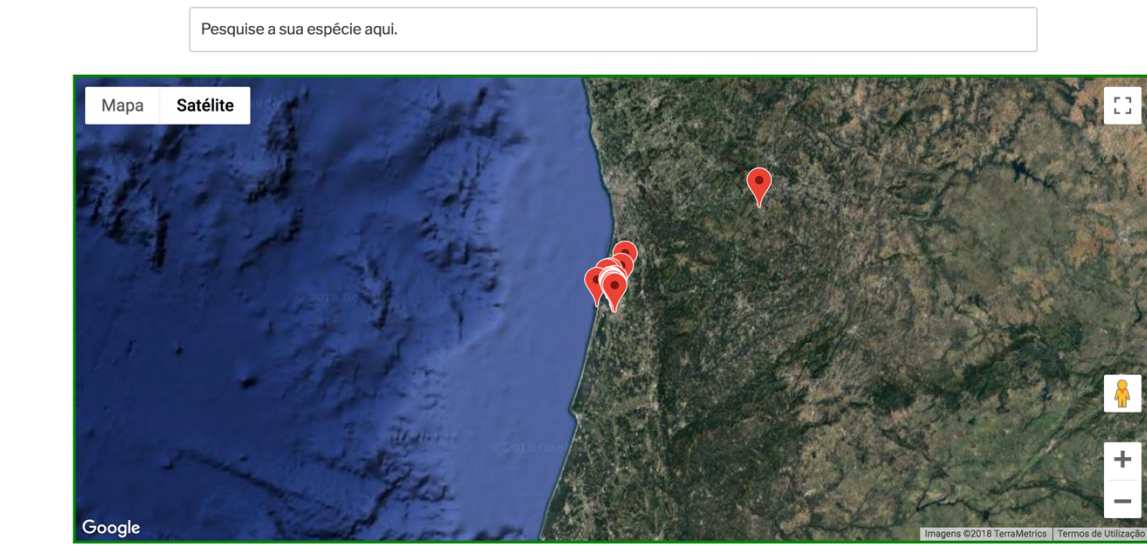 Pesquise a sua espécie aqui.
Mapa
Satélite
Google
Imagens ©2018 TerraMetrics
Termos de Utilização